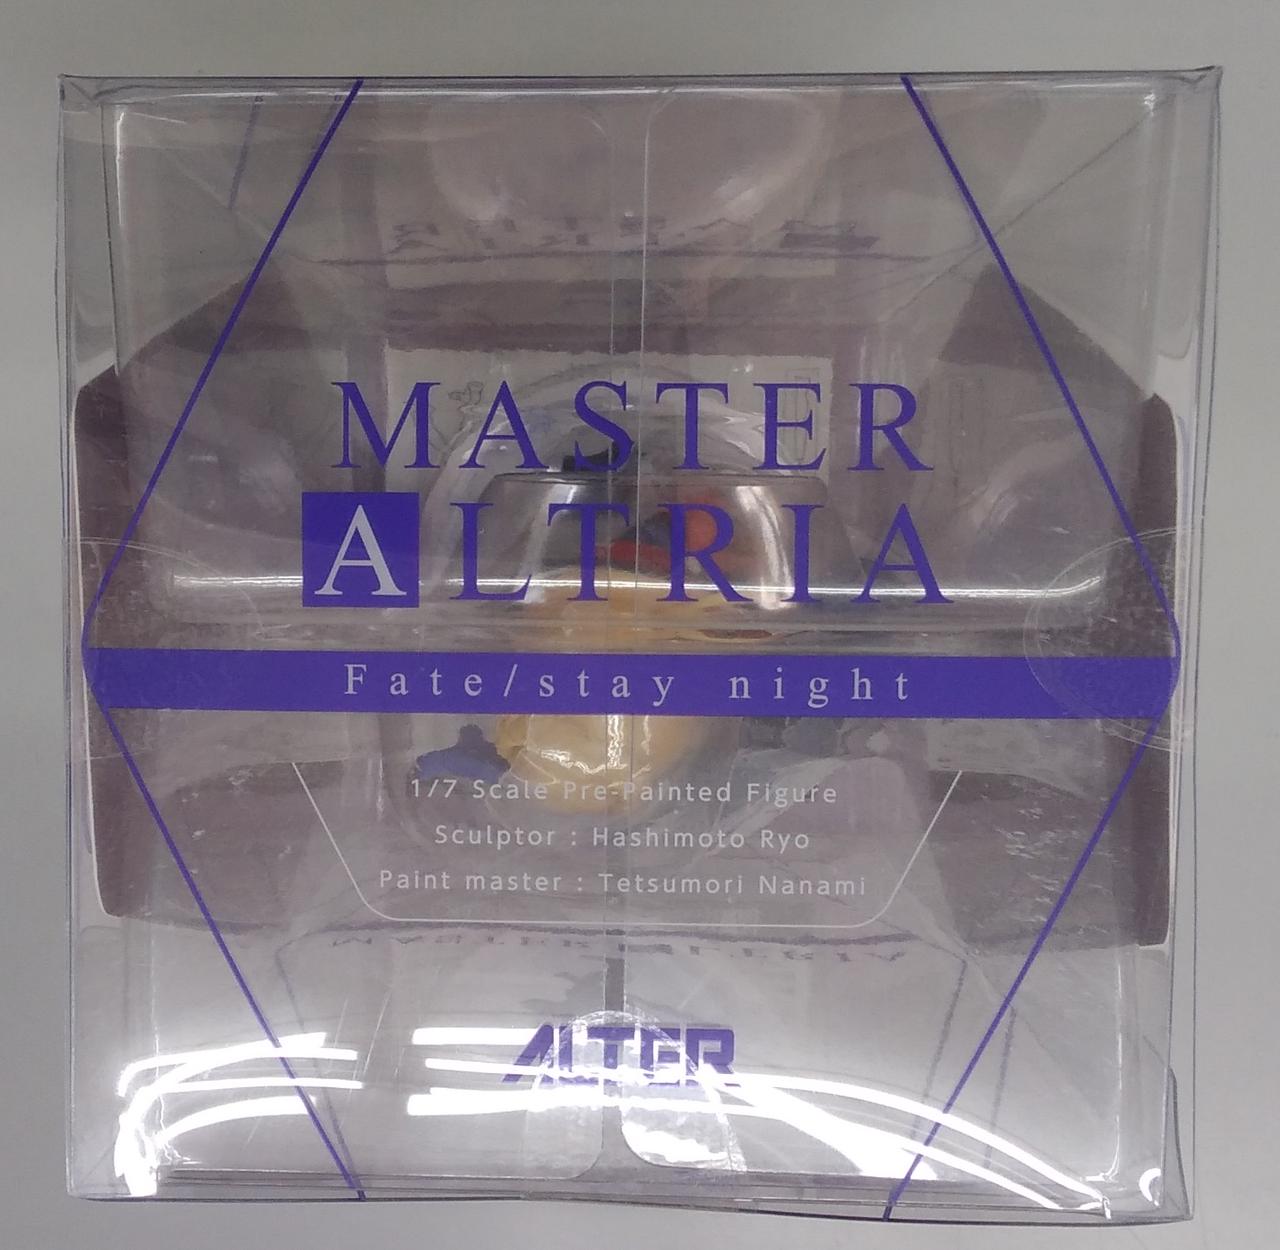 MASTER
ALTRIA
Fate/stay night
1/7 Scale Pre-Painted Figure
Sculptor : Hashimoto Ryo
Paint master : Tetsumori Nanami
ALTER